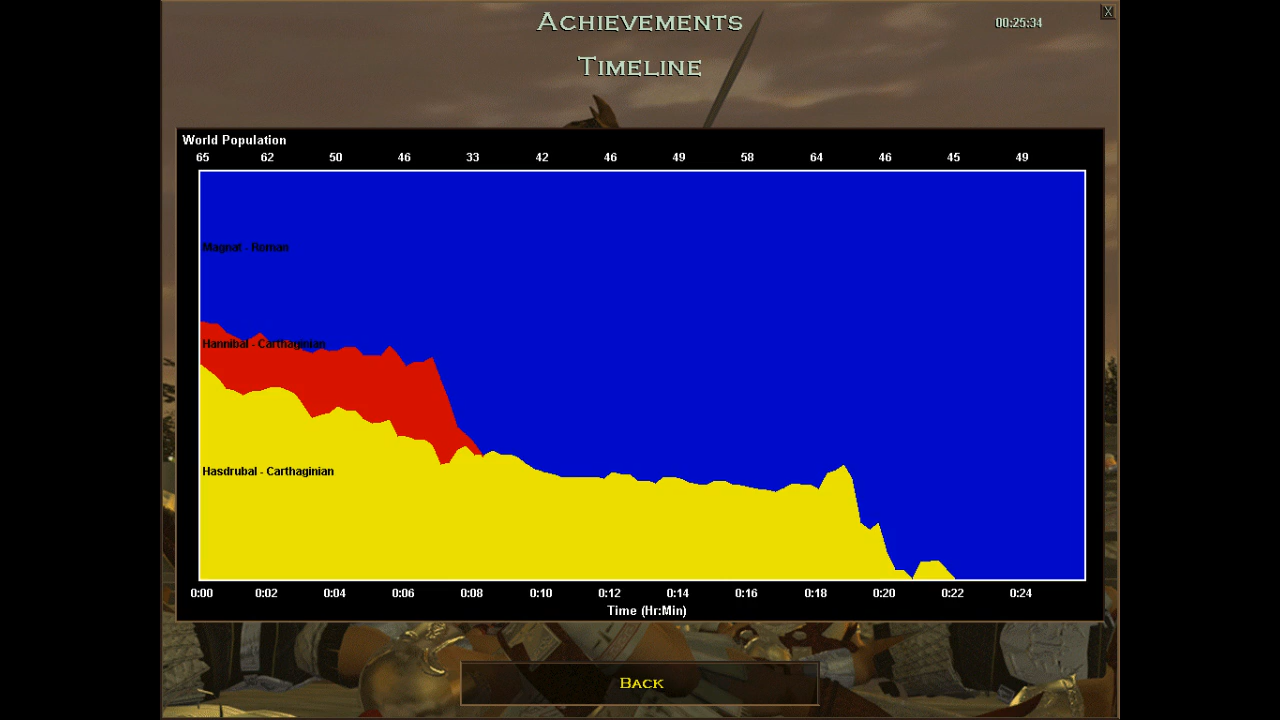 Achievements
00:25:34
X
Timeline
World Population
65 62 50 46 33 42 46 49 58 64 46 45 49
Magnat - Roman
Hannibal - Carthaginian
Hasdrubal - Carthaginian
0:00 0:02 0:04 0:06 0:08 0:10 0:12 0:14 0:16 0:18 0:20 0:22 0:24
Time (Hr:Min)
Back